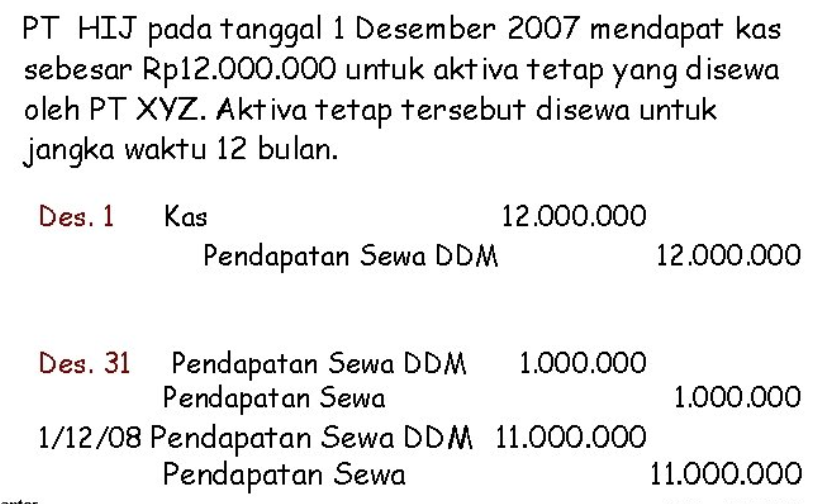 PT HIJ pada tanggal 1 Desember 2007 mendapat kas
sebesar Rp12.000.000 untuk aktiva tetap yang disewa
oleh PT XYZ. Aktiva tetap tersebut disewa untuk
jangka waktu 12 bulan.
Des. 1 Kas 12.000.000
Pendapatan Sewa DDM 12.000.000
Des. 31 Pendapatan Sewa DDM 1.000.000
Pendapatan Sewa 1.000.000
1/12/08 Pendapatan Sewa DDM 11.000.000
Pendapatan Sewa 11.000.000